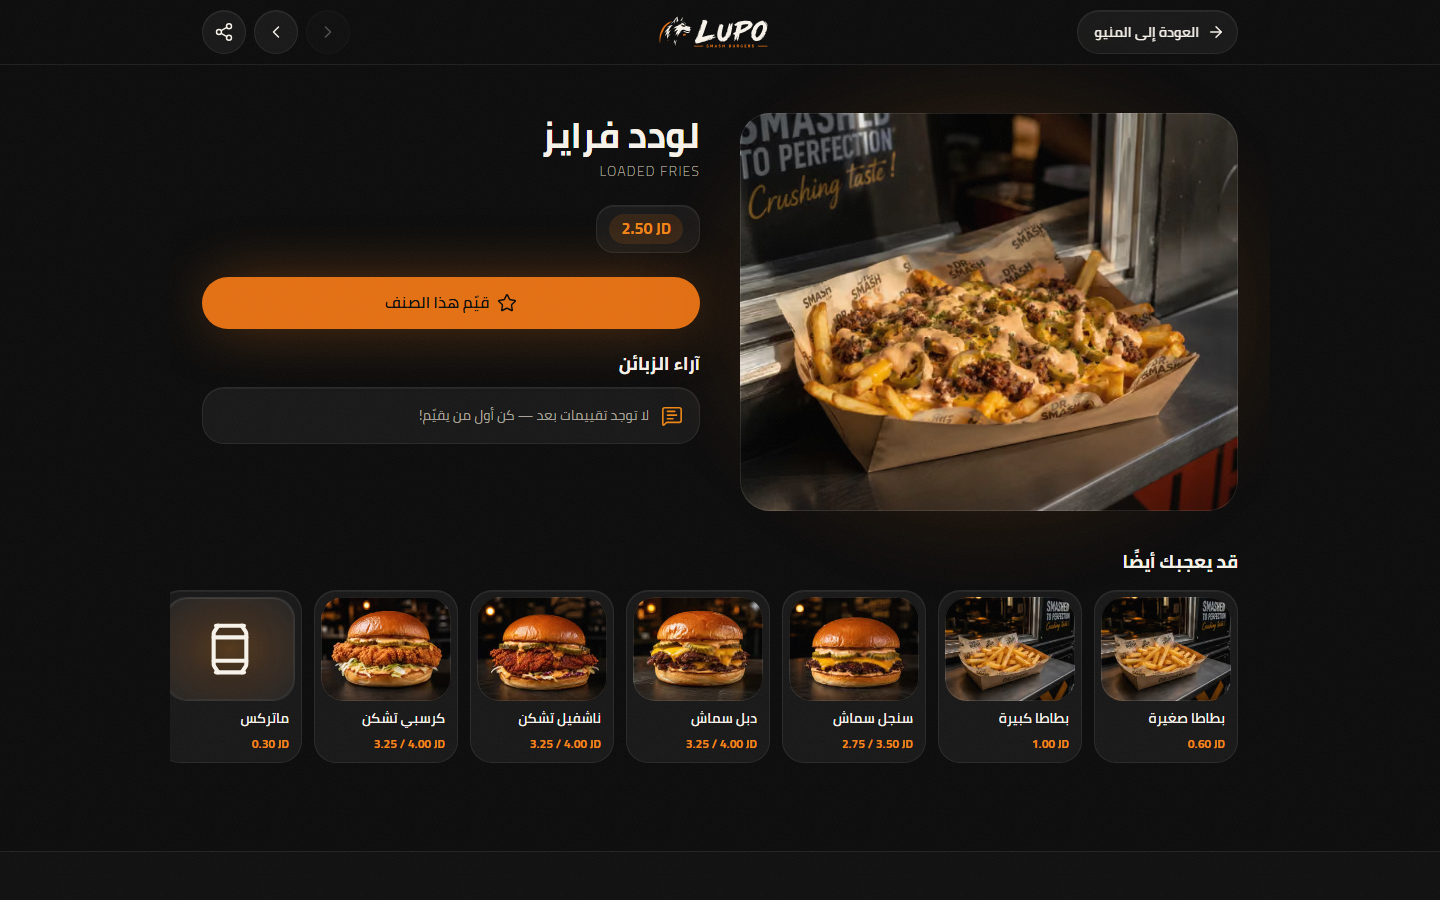 العودة إلى المنيو
LUPO
SMASH BURGERS
لودد فرايز
LOADED FRIES
2.50 JD
قيّم هذا الصنف
آراء الزبائن
لا توجد تقييمات بعد — كن أول من يقيّم!
SMASHED
TO PERFECTION
Crushing taste!
DR. SMASH
قد يعجبك أيضًا
بطاطا صغيرة
0.60 JD
بطاطا كبيرة
1.00 JD
سنجل سماش
2.75 / 3.50 JD
دبل سماش
3.25 / 4.00 JD
ناشفيل تشكن
3.25 / 4.00 JD
كرسبي تشكن
3.25 / 4.00 JD
ماتركس
0.30 JD